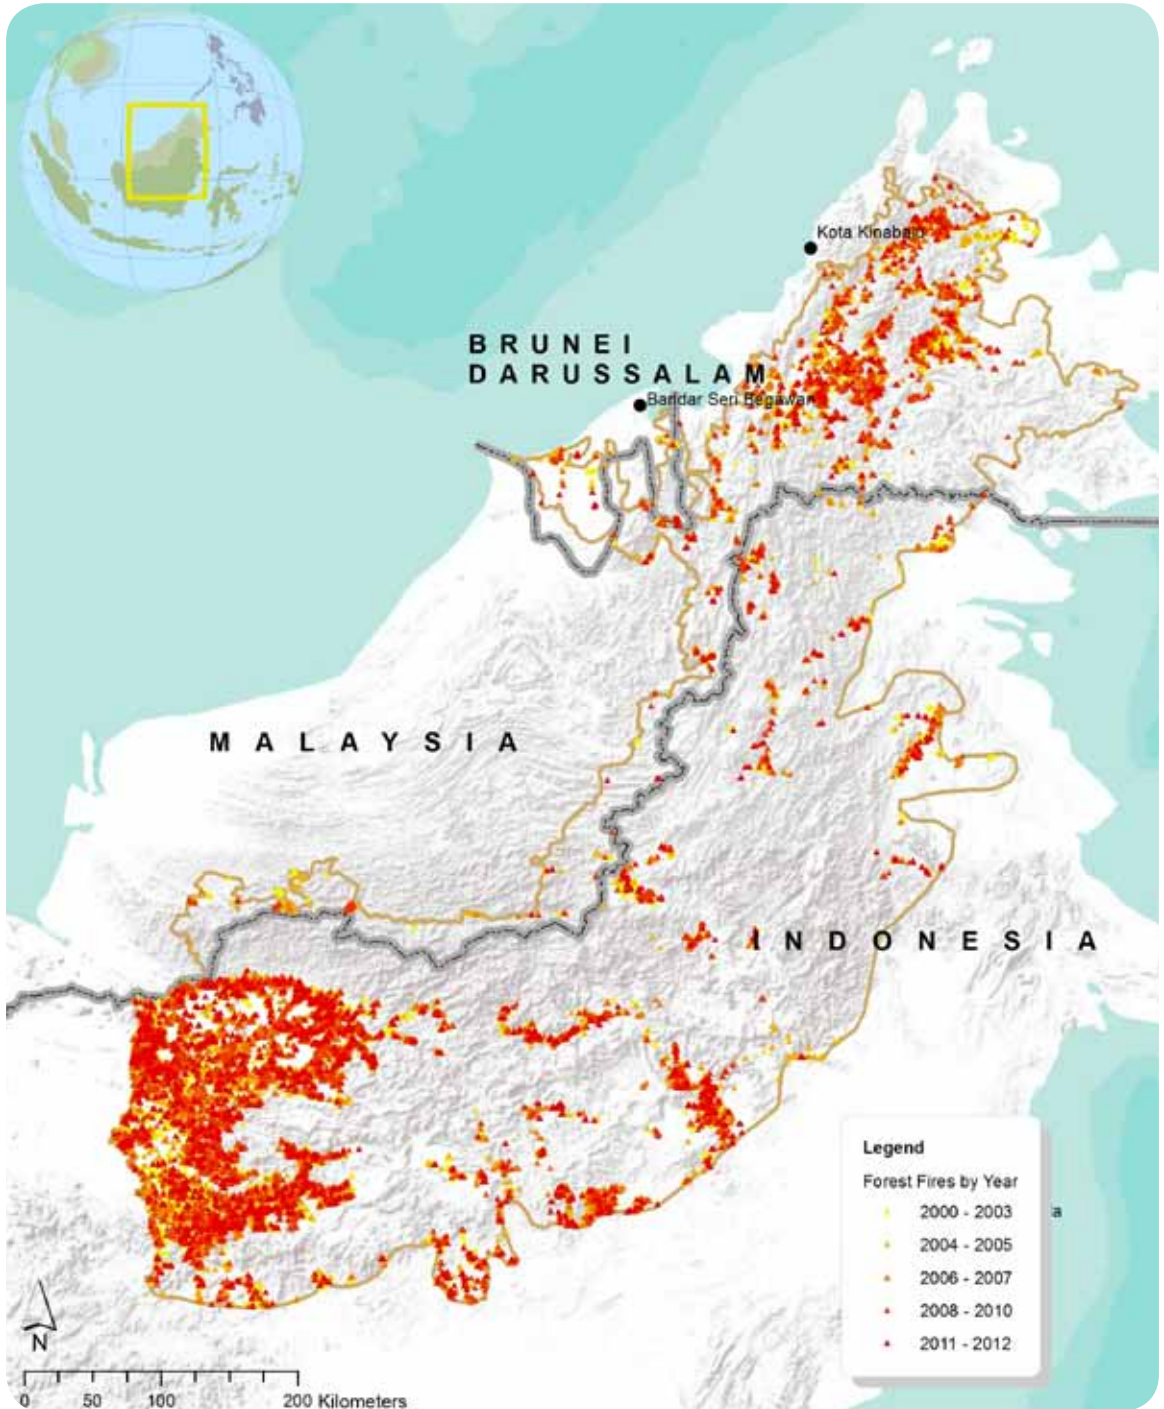 Kota Kinabalu
BRUNEI
DARUSSALAM
Bandar Seri Begawan
MALAYSIA
INDONESIA
Legend
Forest Fires by Year
2000 - 2003
2004 - 2005
2006 - 2007
2008 - 2010
2011 - 2012
N
0 50 100 200 Kilometers